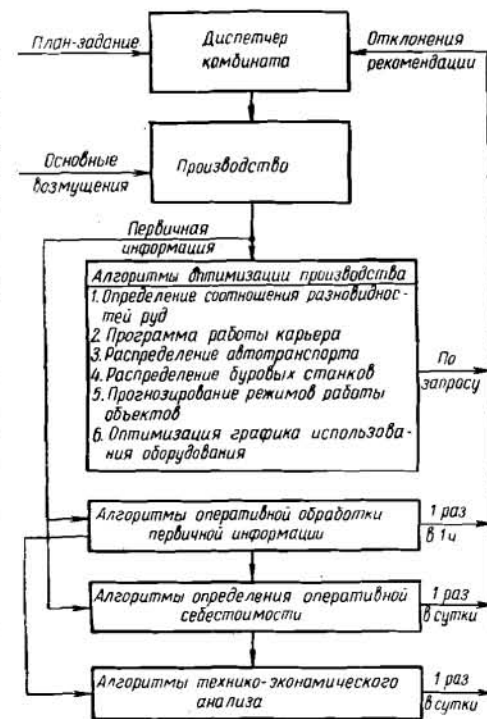 План-задание
Диспетчер
комбината
Отклонения
рекомендации
Основные
возмущения
Производство
Первичная
информация
Алгоритмы оптимизации производства
1. Определение соотношения разновиднос-
тей руд
2. Программа работы карьера
3. Распределение автотранспорта
4. Распределение буровых станков
5. Прогнозирование режимов работы
объектов
6. Оптимизация графика использова-
ния оборудования
По
запросу
Алгоритмы оперативной обработки
первичной информации
1 раз
в 1ч
Алгоритмы определения оперативной
себестоимости
1 раз
в сутки
Алгоритмы технико-экономического
анализа
1 раз
в сутки